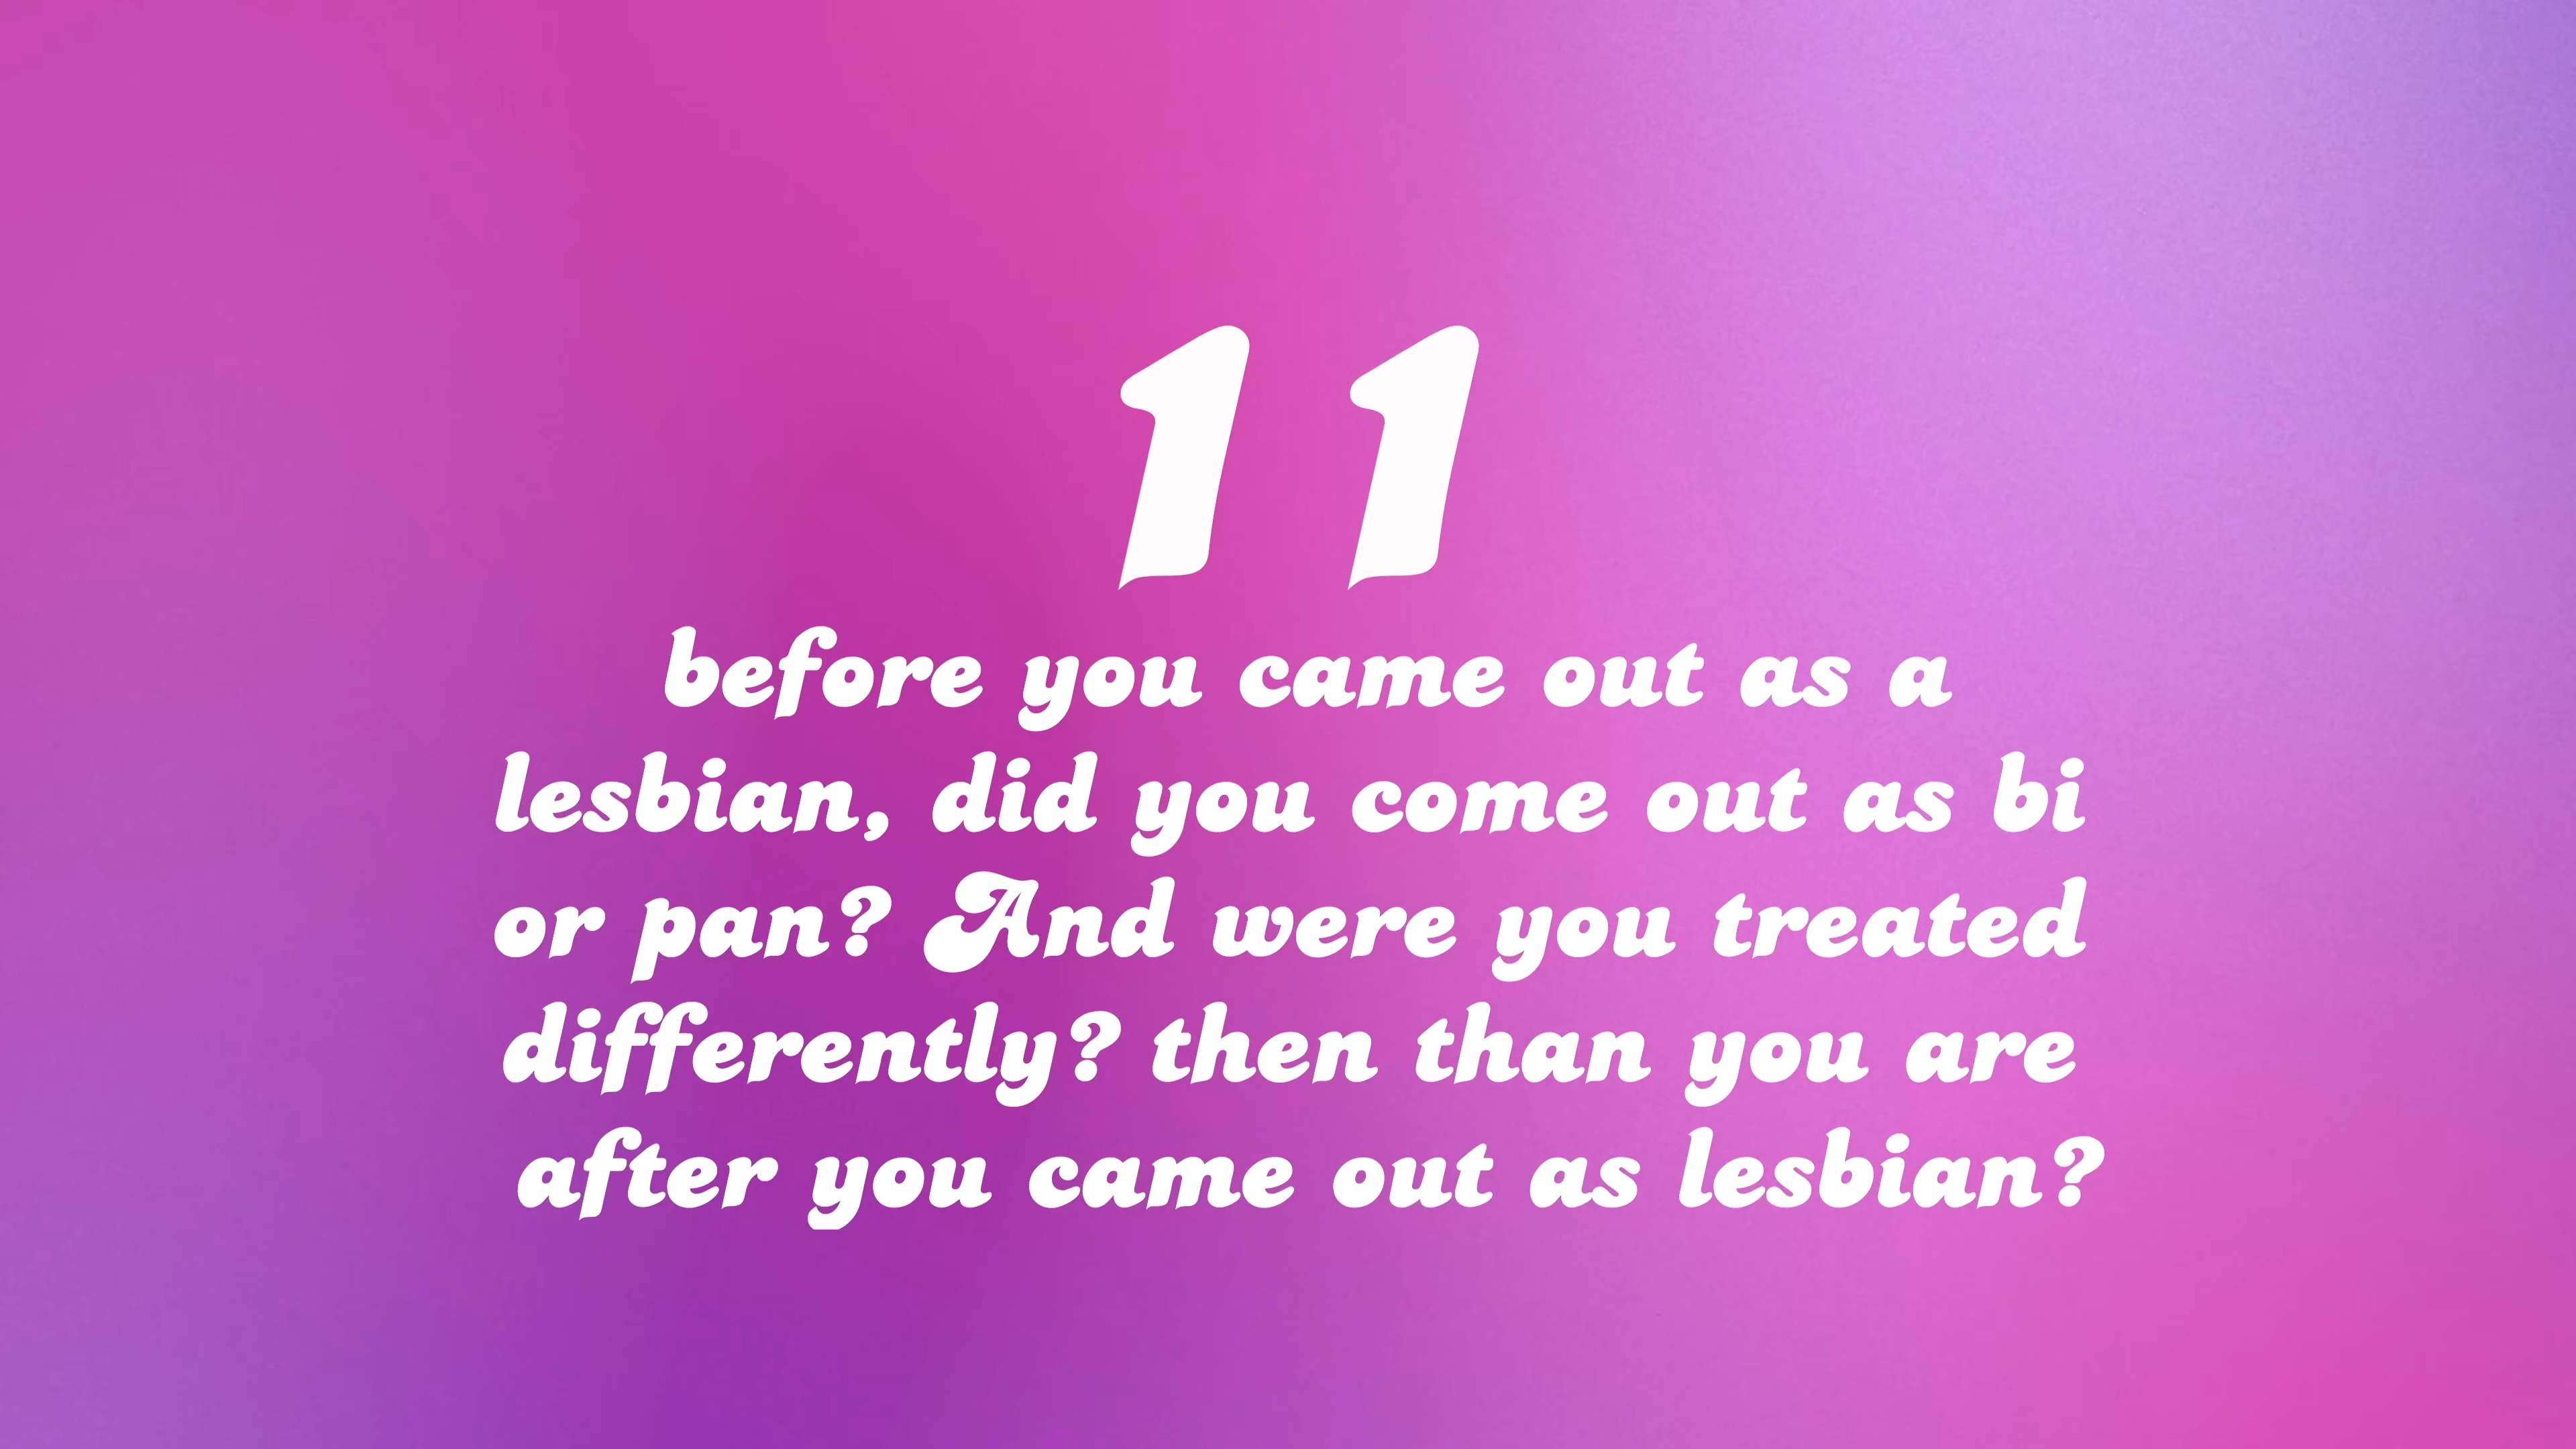 11
before you came out as a
lesbian, did you come out as bi
or pan? And were you treated
differently? then than you are
after you came out as lesbian?